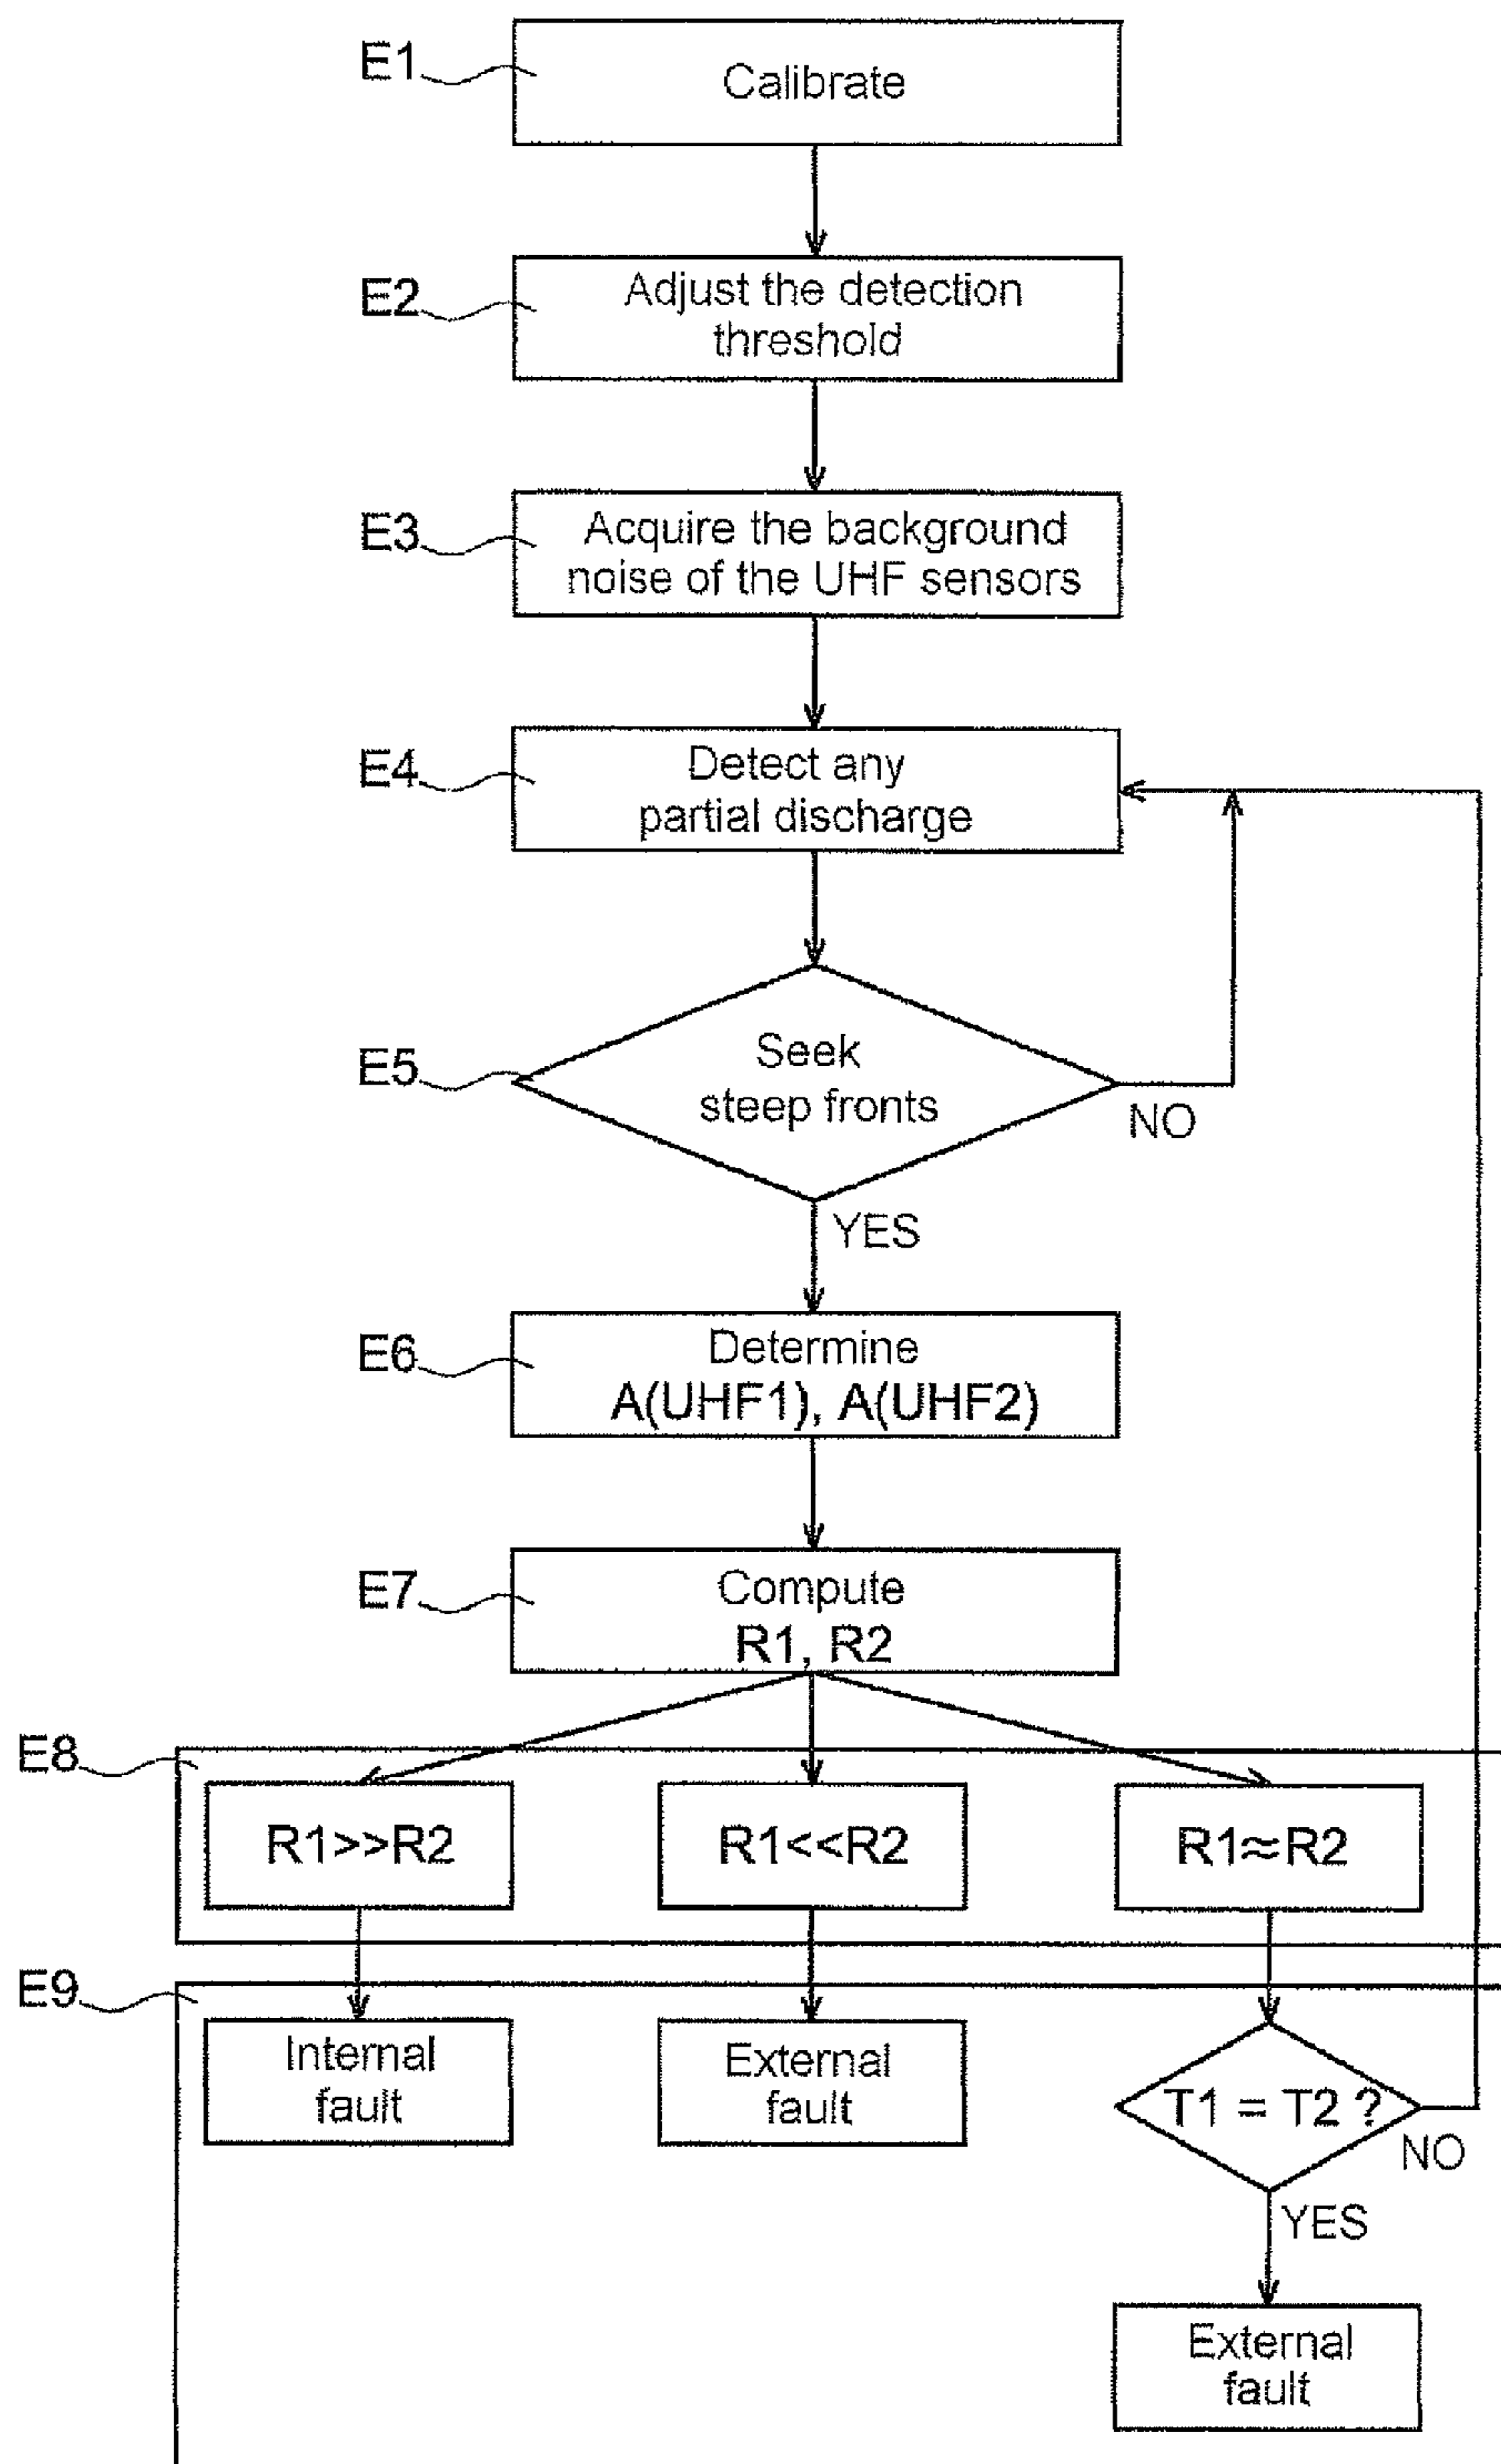 E1
Calibrate
E2
Adjust the detection
threshold
E3
Acquire the background
noise of the UHF sensors
E4
Detect any
partial discharge
E5
Seek
steep fronts
NO
YES
E6
Determine
A(UHF1), A(UHF2)
E7
Compute
R1, R2
E8
R1>>R2
R1<<R2
R1≈R2
E9
Internal
fault
External
fault
T1 = T2 ?
NO
YES
External
fault